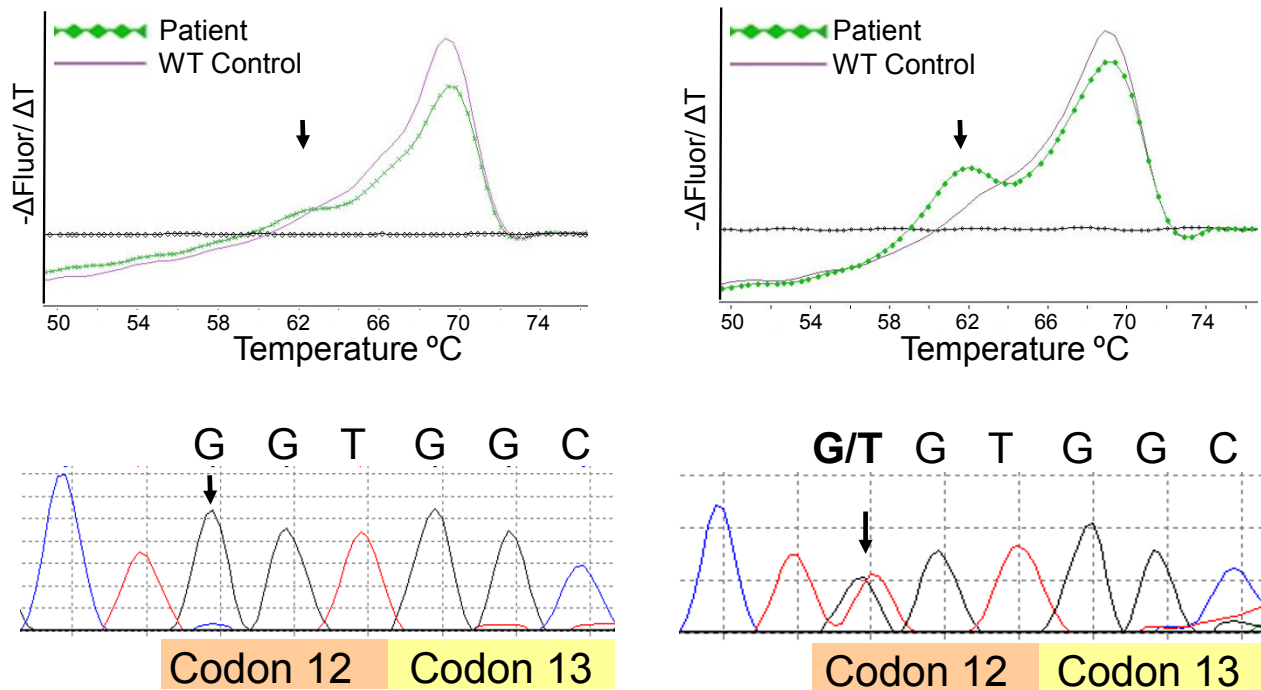 Patient
WT Control
-ΔFluor/ ΔT
50 54 58 62 66 70 74
Temperature ºC
Patient
WT Control
-ΔFluor/ ΔT
50 54 58 62 66 70 74
Temperature ºC
G G T G G C
Codon 12 Codon 13
G/T G T G G C
Codon 12 Codon 13